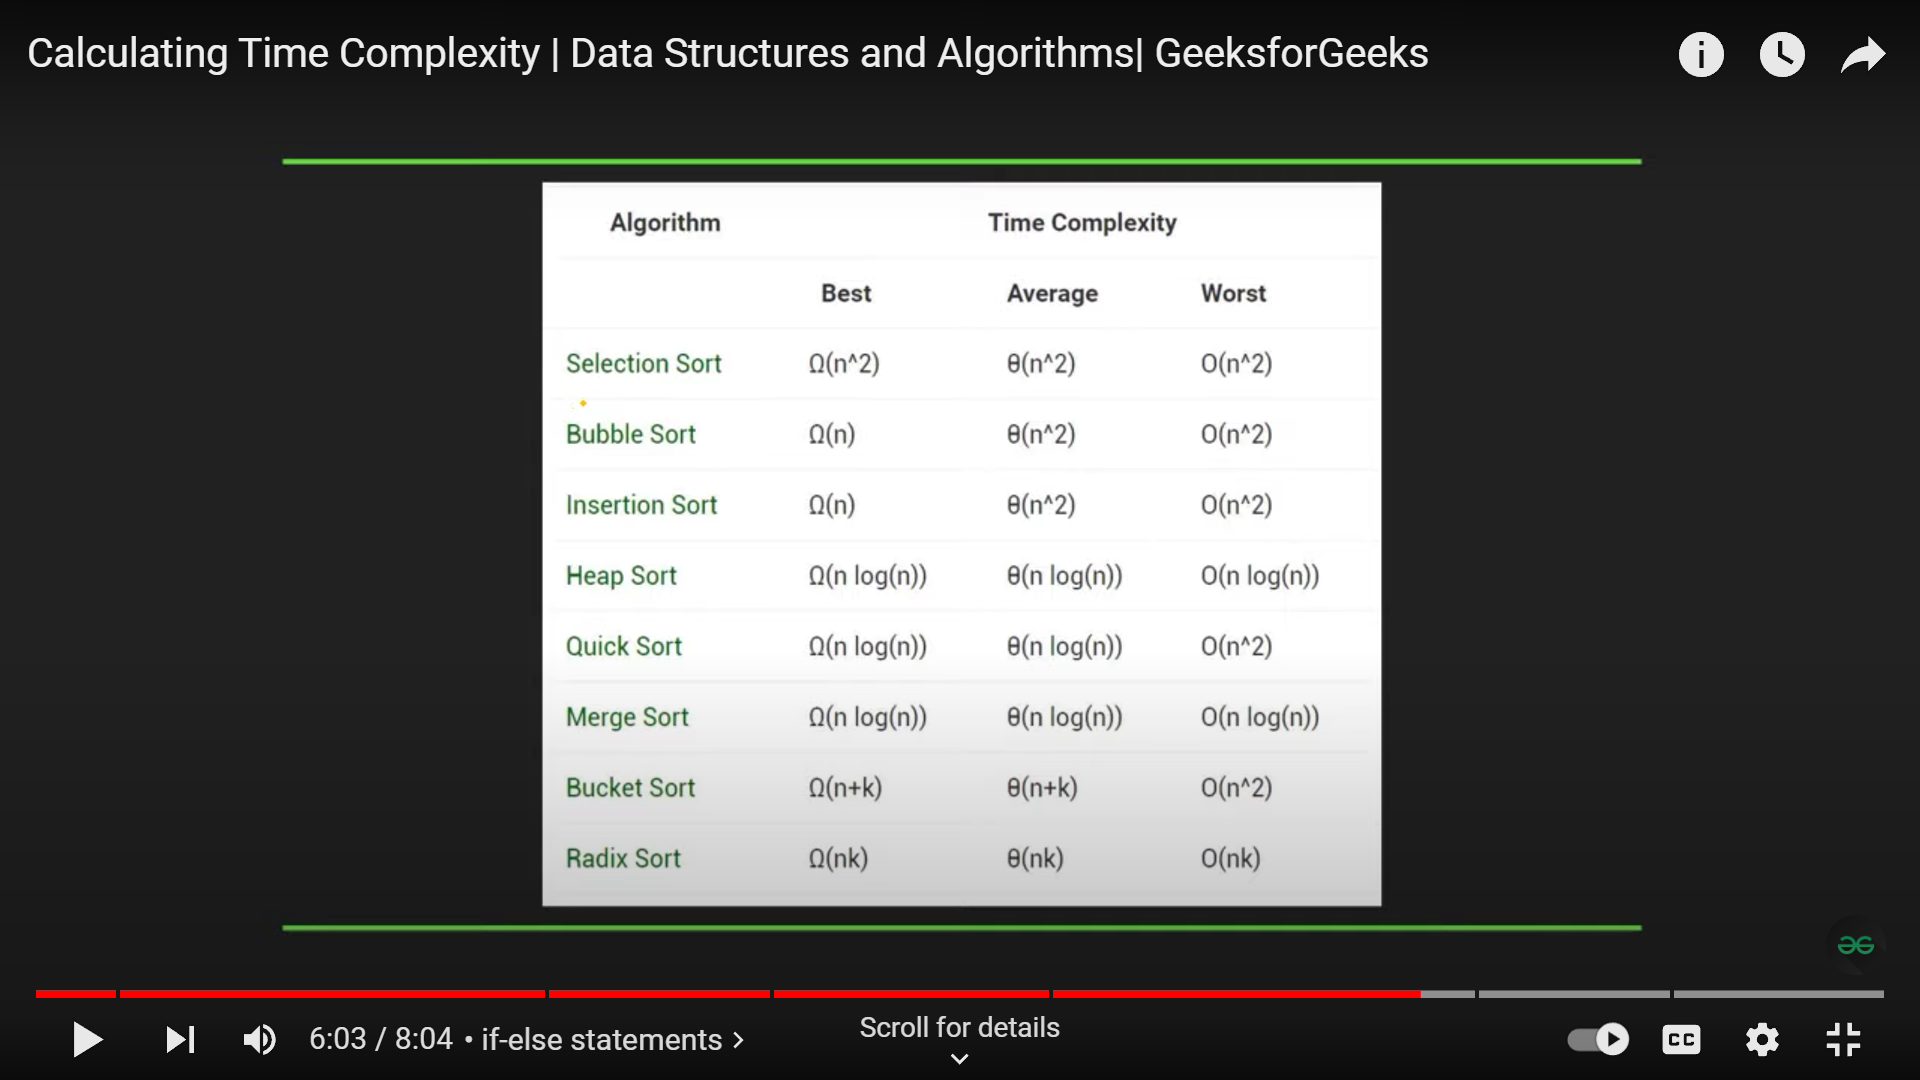 Calculating Time Complexity | Data Structures and Algorithms| GeeksforGeeks
Algorithm Time Complexity
Best Average Worst
Selection Sort Ω(n^2) θ(n^2) O(n^2)
Bubble Sort Ω(n) θ(n^2) O(n^2)
Insertion Sort Ω(n) θ(n^2) O(n^2)
Heap Sort Ω(n log(n)) θ(n log(n)) O(n log(n))
Quick Sort Ω(n log(n)) θ(n log(n)) O(n^2)
Merge Sort Ω(n log(n)) θ(n log(n)) O(n log(n))
Bucket Sort Ω(n+k) θ(n+k) O(n^2)
Radix Sort Ω(nk) θ(nk) O(nk)
6:03 / 8:04 • if-else statements › Scroll for details CC